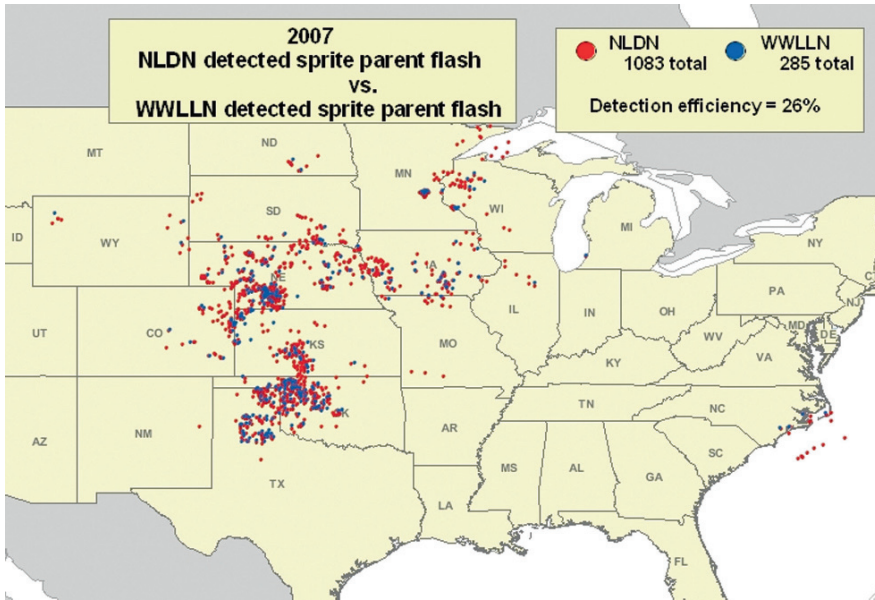 2007
NLDN detected sprite parent flash
vs.
WWLLN detected sprite parent flash
NLDN
1083 total
WWLLN
285 total
Detection efficiency = 26%
MT
ND
MN
ID
WY
SD
WI
MI
NY
NE
IA
PA
NJ
UT
CO
IL
IN
OH
MD
DE
WV
VA
KS
MO
KY
AZ
NM
OK
AR
TN
NC
SC
TX
LA
MS
AL
GA
FL